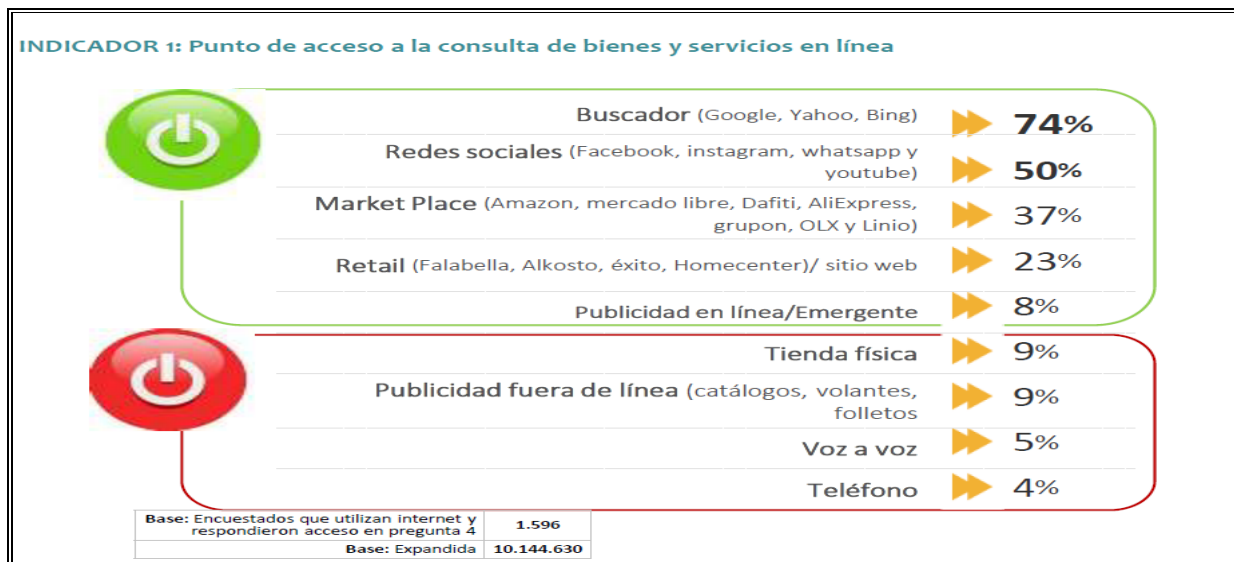 INDICADOR 1: Punto de acceso a la consulta de bienes y servicios en línea
Buscador (Google, Yahoo, Bing) 74%
Redes sociales (Facebook, instagram, whatsapp y
youtube) 50%
Market Place (Amazon, mercado libre, Dafiti, AliExpress,
grupon, OLX y Linio) 37%
Retail (Falabella, Alkosto, éxito, Homecenter)/ sitio web 23%
Publicidad en línea/Emergente 8%
Tienda física 9%
Publicidad fuera de línea (catálogos, volantes,
folletos 9%
Voz a voz 5%
Teléfono 4%
Base: Encuestados que utilizan internet y
respondieron acceso en pregunta 4 1.596
Base: Expandida 10.144.630